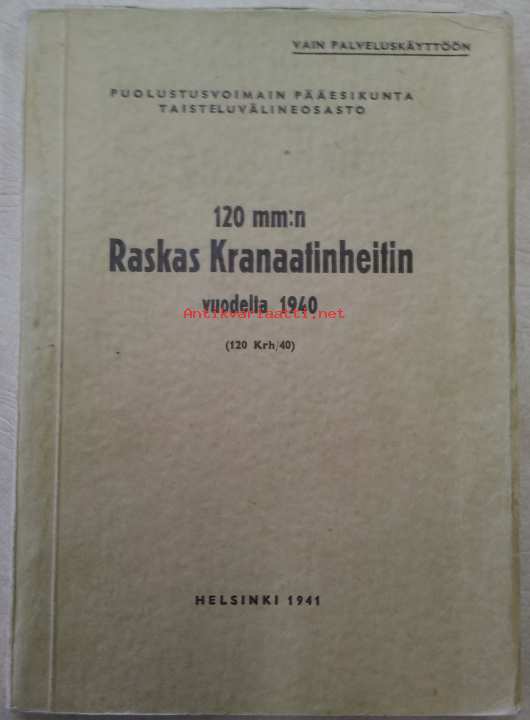 VAIN PALVELUSKÄYTTÖÖN
PUOLUSTUSVOIMAIN PÄÄESIKUNTA
TAISTELUVÄLINEOSASTO
120 mm:n
Raskas Kranaatinheitin
vuodelta 1940
Antikvariaatti.net
(120 Krh/40)
HELSINKI 1941